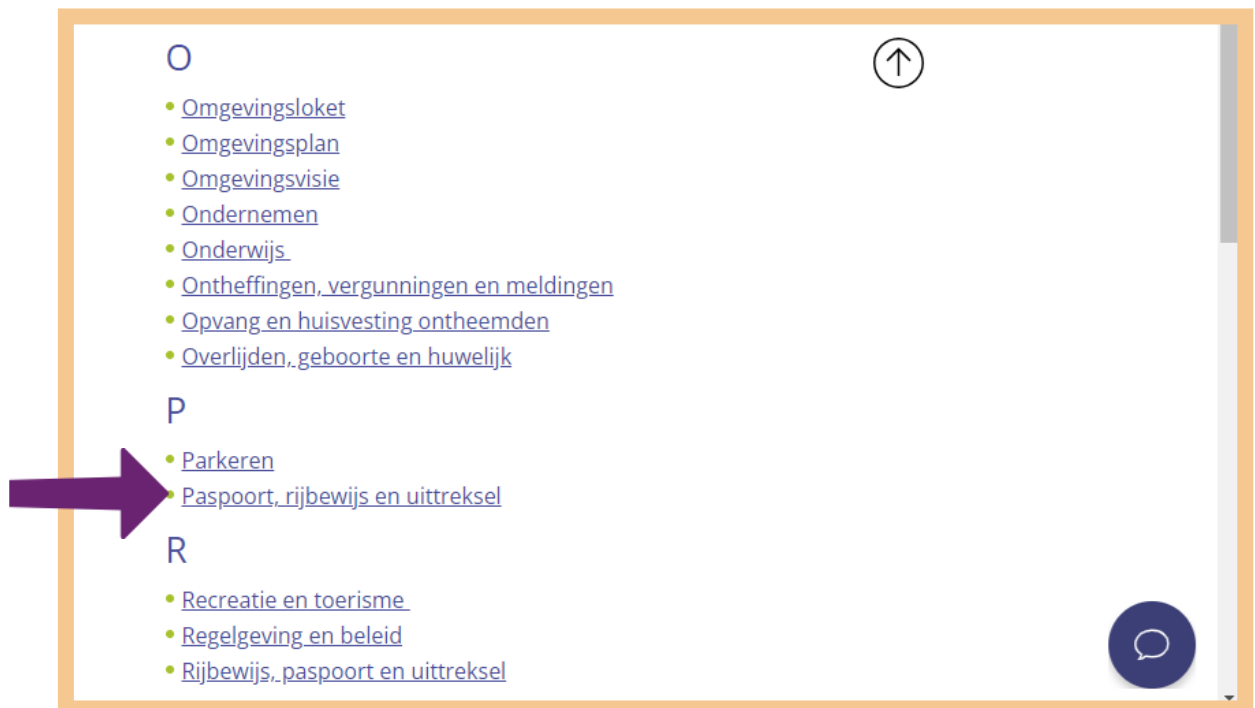 O
Omgevingsloket
Omgevingsplan
Omgevingsvisie
Ondernemen
Onderwijs
Ontheffingen, vergunningen en meldingen
Opvang en huisvesting ontheemden
Overlijden, geboorte en huwelijk
P
Parkeren
Paspoort, rijbewijs en uittreksel
R
Recreatie en toerisme
Regelgeving en beleid
Rijbewijs, paspoort en uittreksel